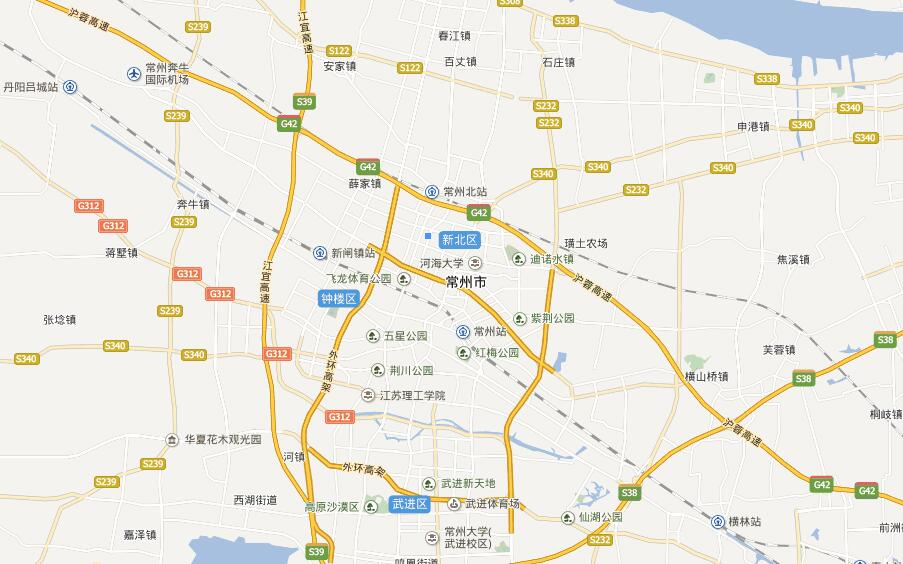 S308
沪蓉高速
江宜高速
S338
S239
春江镇
S122
安家镇
S122
百丈镇
石庄镇
常州奔牛
国际机场
S338
丹阳吕城站
S39
S232
S340
S239
G42
S232
S340
申港镇
S340
G42
S340
S340
薛家镇
常州北站
S232
奔牛镇
G312
G42
S239
G312
新北区
璜土农场
蒋墅镇
新闸镇站
河海大学
迪诺水镇
焦溪镇
G312
江宜高速
飞龙体育公园
常州市
沪蓉高速
G312
钟楼区
张埝镇
S239
紫荆公园
五星公园
常州站
S38
S340
S340
S340
G312
红梅公园
芙蓉镇
外环高架
荆川公园
横山桥镇
S38
江苏理工学院
G312
桐岐镇
华夏花木观光园
沪蓉高速
河镇
S239
外环高架
S239
武进新天地
G42
G42
S38
西湖街道
高原沙漠区
武进区
武进体育场
仙湖公园
横林站
前洲
嘉泽镇
常州大学(
武进校区)
S232
S39
鸣凰街道